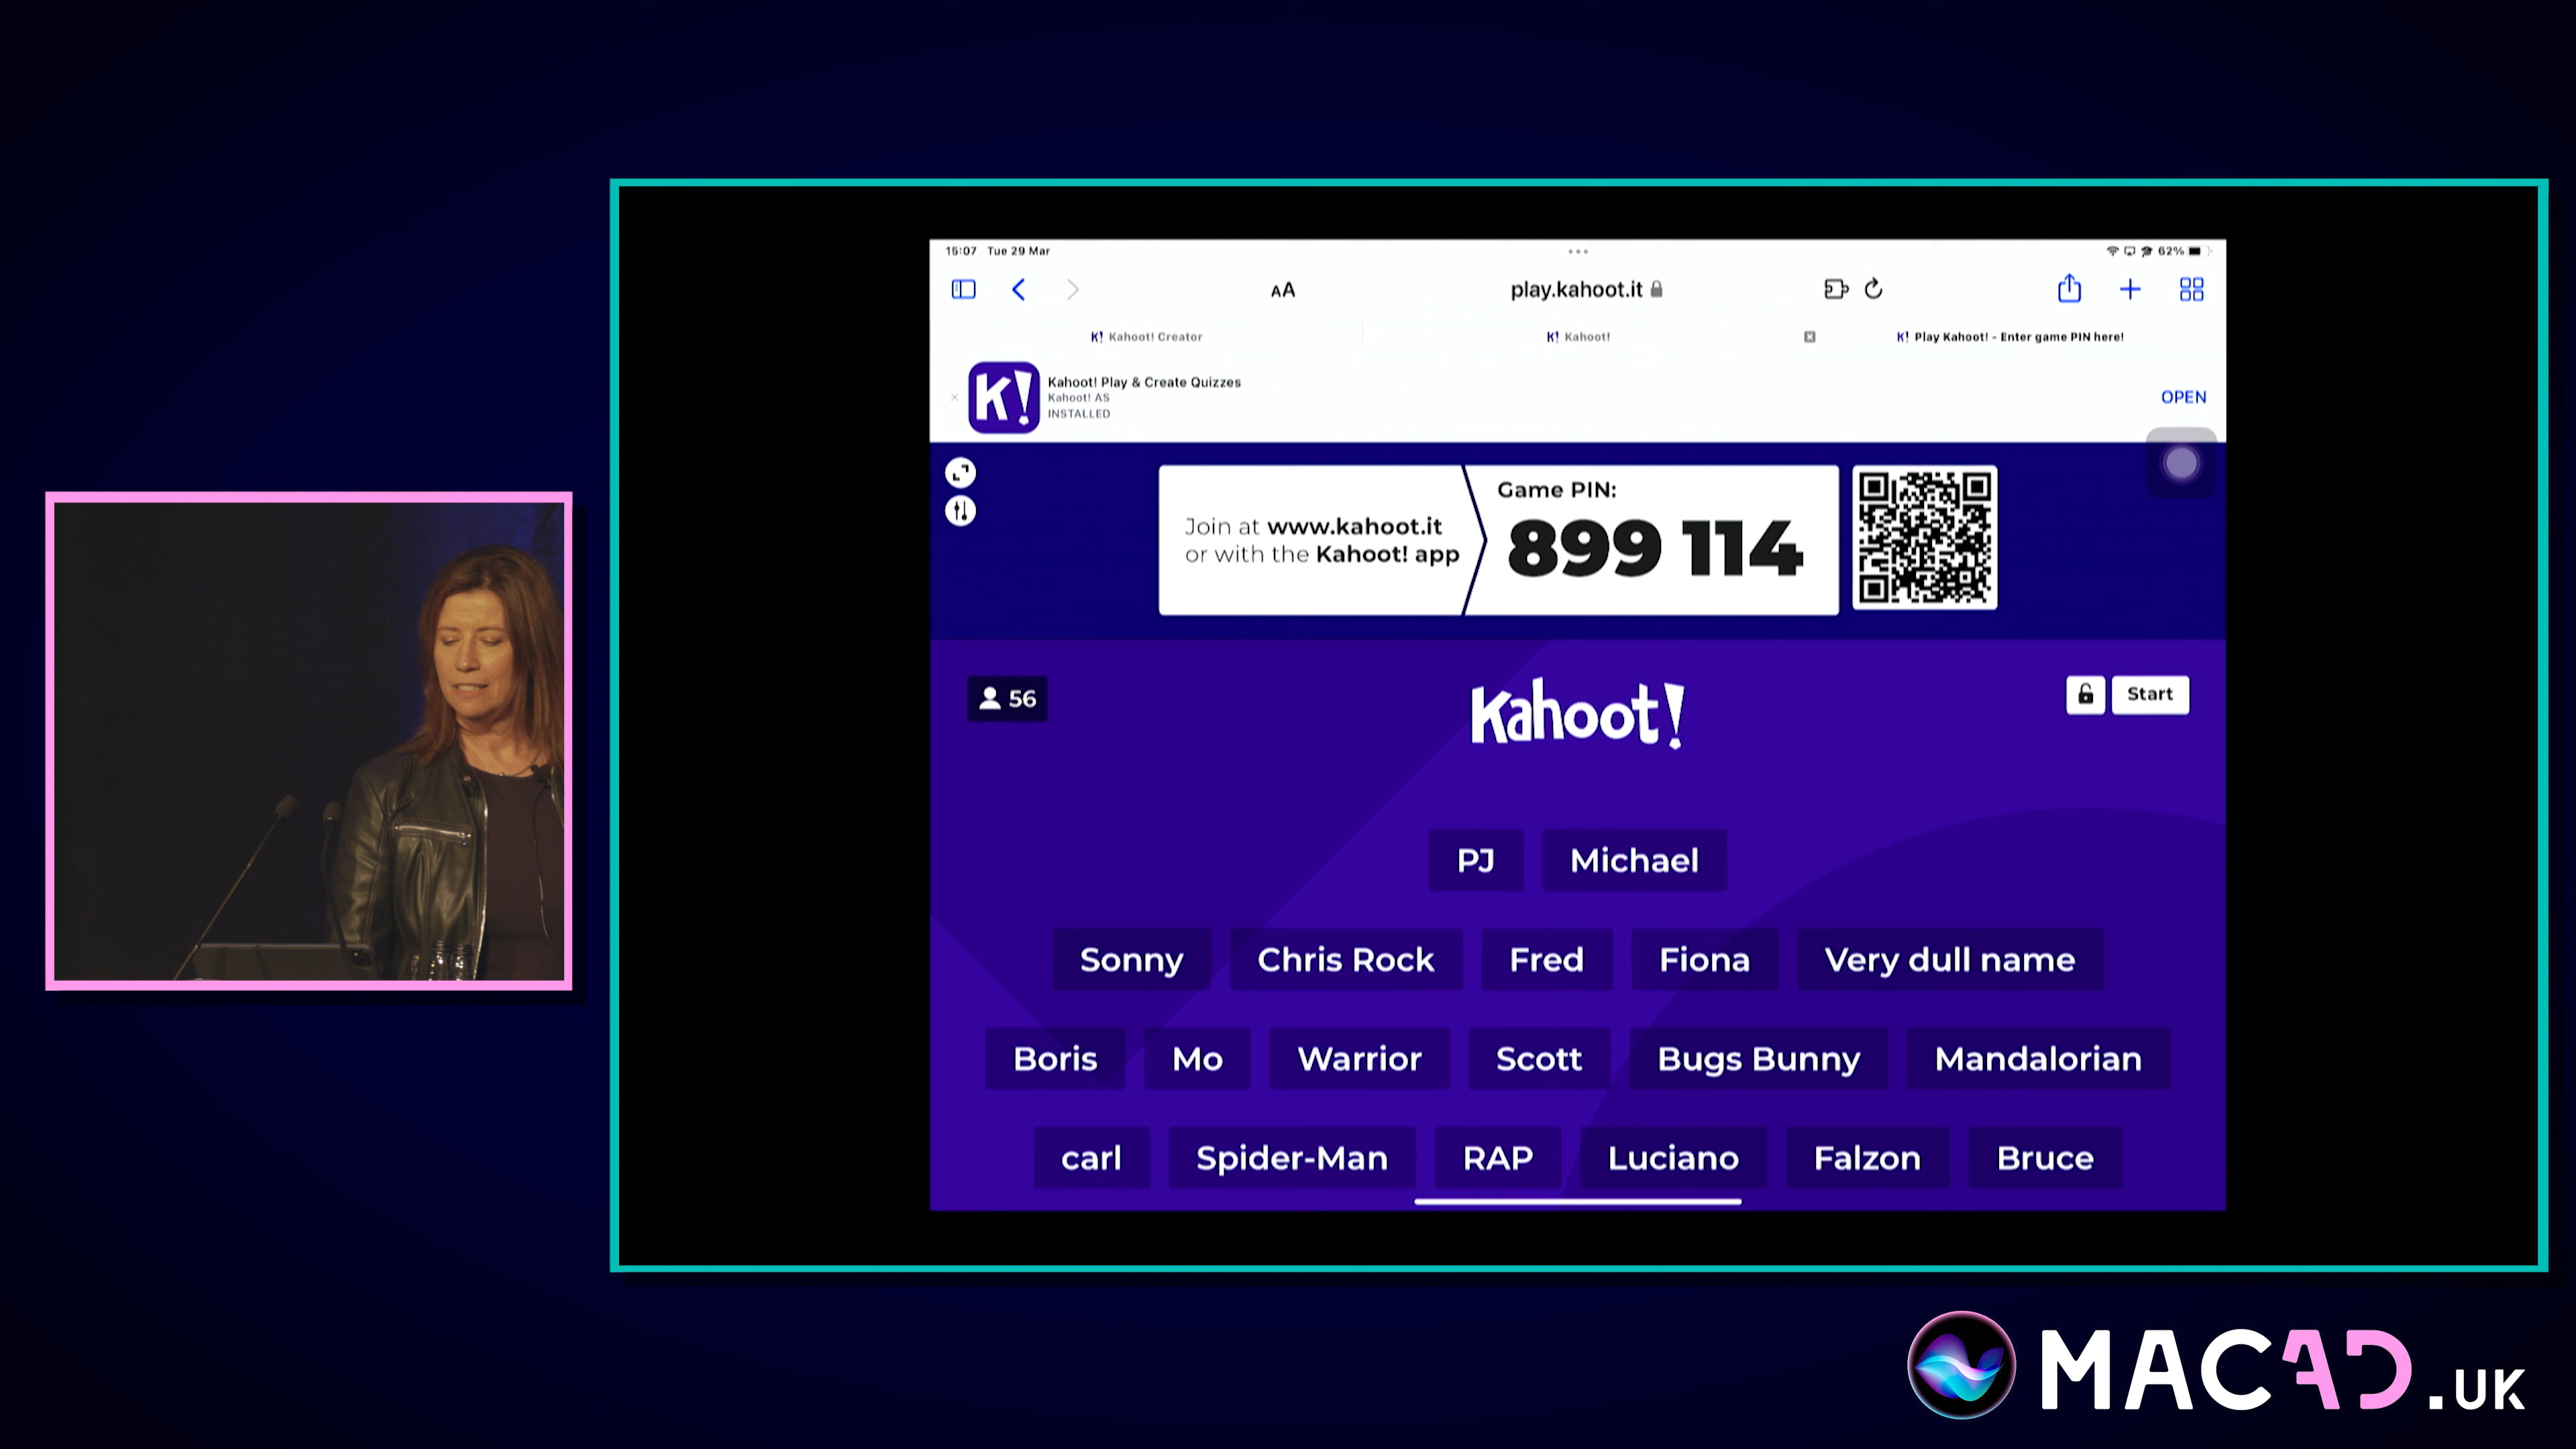 15:07 Tue 29 Mar
62%
AA
play.kahoot.it
K! Kahoot! Creator
K! Kahoot!
K! Play Kahoot! - Enter game PIN here!
K!
Kahoot! Play & Create Quizzes
Kahoot! AS
INSTALLED
OPEN
Join at www.kahoot.it
or with the Kahoot! app
Game PIN:
899 114
56
Kahoot!
Start
PJ Michael
Sonny Chris Rock Fred Fiona Very dull name
Boris Mo Warrior Scott Bugs Bunny Mandalorian
carl Spider-Man RAP Luciano Falzon Bruce
MACAD.UK